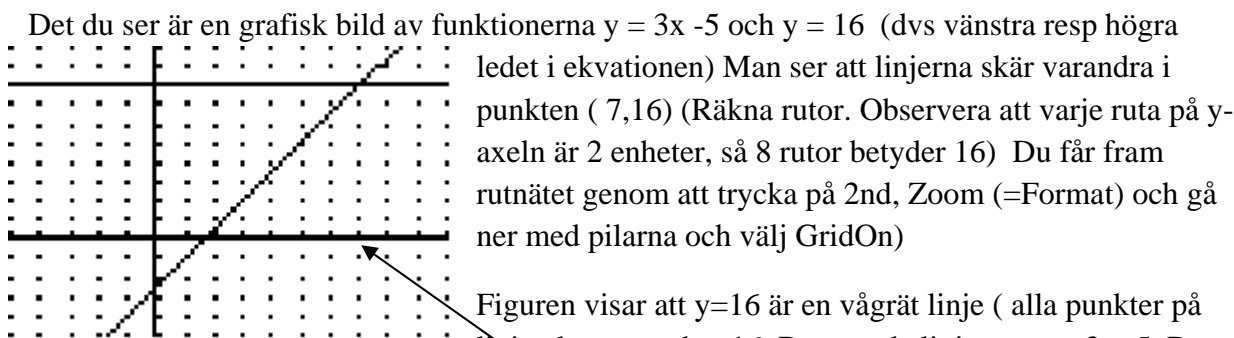 Det du ser är en grafisk bild av funktionerna y = 3x -5 och y = 16 (dvs vänstra resp högra
ledet i ekvationen) Man ser att linjerna skär varandra i
punkten ( 7,16) (Räkna rutor. Observera att varje ruta på y-
axeln är 2 enheter, så 8 rutor betyder 16) Du får fram
rutnätet genom att trycka på 2nd, Zoom (=Format) och gå
ner med pilarna och välj GridOn)
Figuren visar att y=16 är en vågrät linje ( alla punkter på